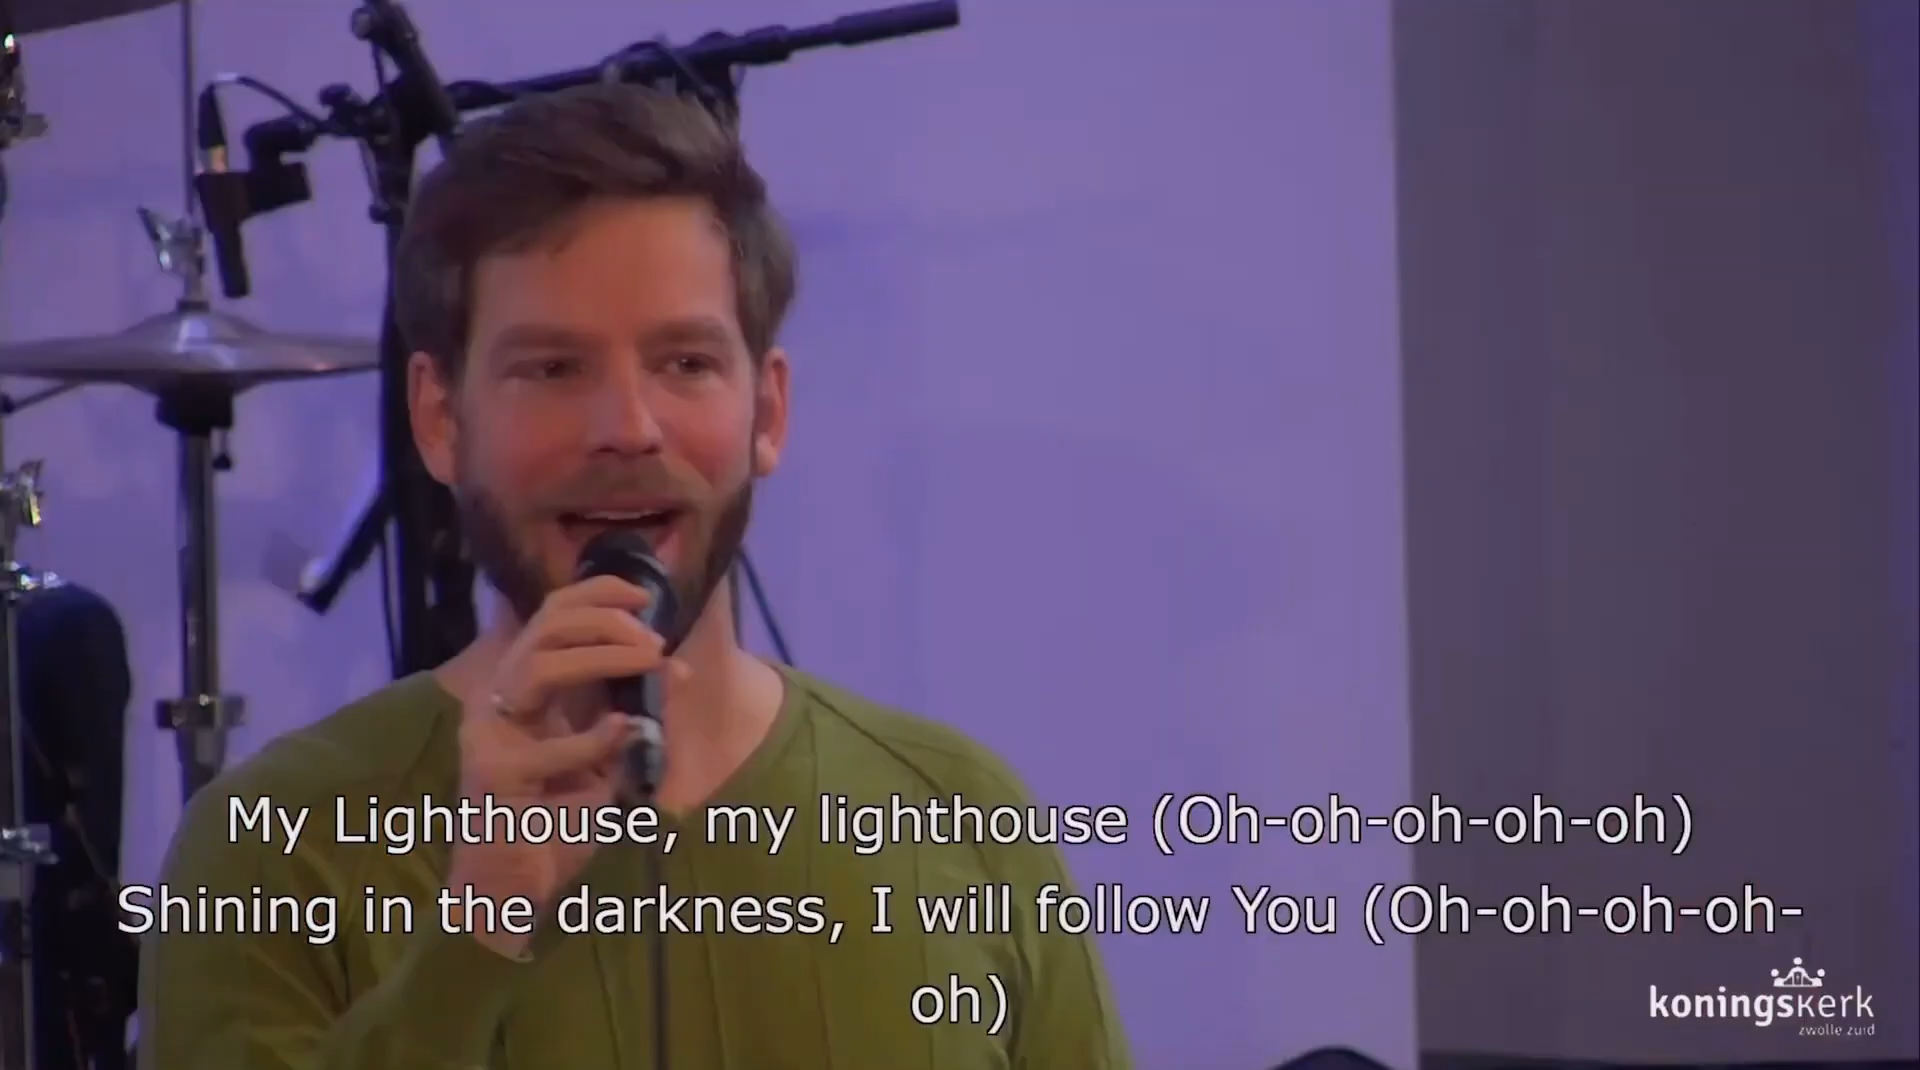 My Lighthouse, my lighthouse (Oh-oh-oh-oh-oh)
Shining in the darkness, I will follow You (Oh-oh-oh-oh-
oh)
koningskerk
zwolle zuid